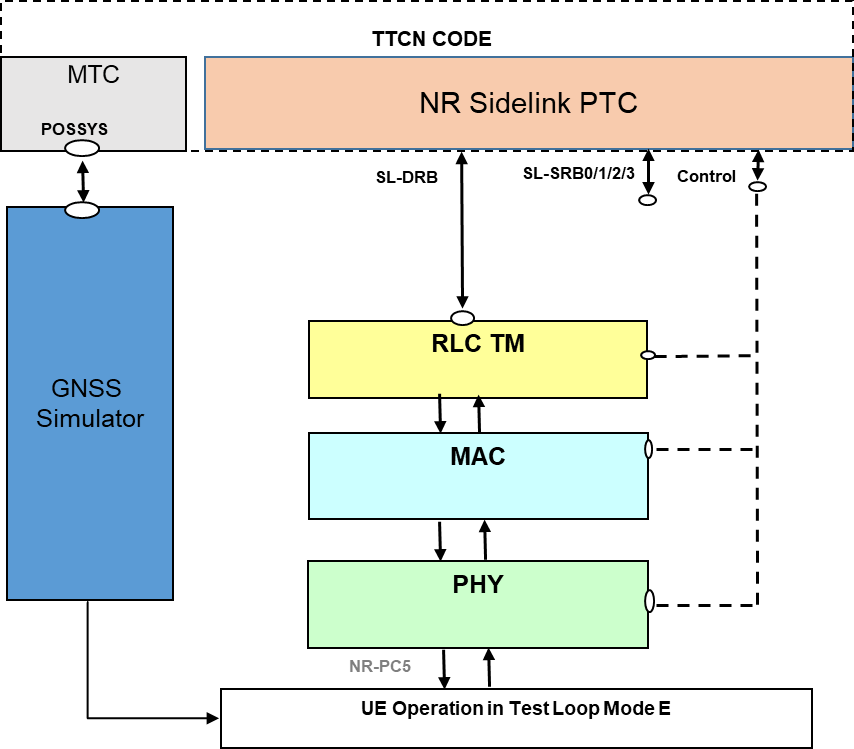 TTCN CODE
MTC
NR Sidelink PTC
POSSYS
SL-DRB
SL-SRB0/1/2/3
Control
RLC TM
GNSS
Simulator
MAC
PHY
NR-PC5
UE Operation in Test Loop Mode E